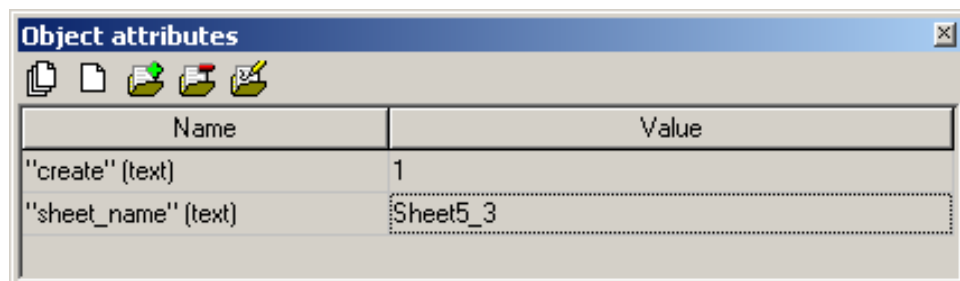 Object attributes
Name Value
"create" (text) 1
"sheet_name" (text) Sheet5_3